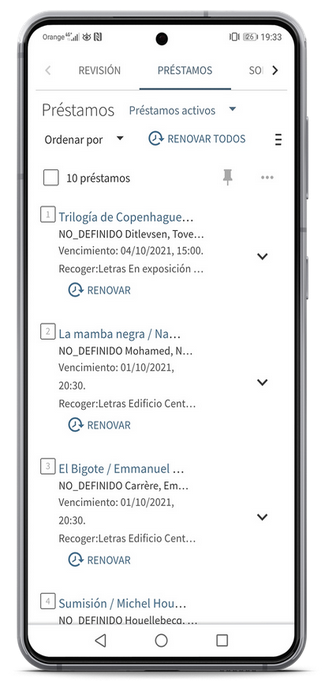 Orange 19:33
REVISIÓN PRÉSTAMOS
Préstamos Préstamos activos
Ordenar por RENOVAR TODOS
10 préstamos
1 Trilogía de Copenhague...
NO_DEFINIDO Ditlevsen, Tove...
Vencimiento: 04/10/2021, 15:00.
Recoger:Letras En exposición ...
RENOVAR
2 La mamba negra / Na...
NO_DEFINIDO Mohamed, N...
Vencimiento: 01/10/2021,
20:30.
Recoger:Letras Edificio Cent...
RENOVAR
3 El Bigote / Emmanuel ...
NO_DEFINIDO Carrère, Em...
Vencimiento: 01/10/2021,
20:30.
Recoger:Letras Edificio Cent...
RENOVAR
4 Sumisión / Michel Hou...
NO_DEFINIDO Houellebecq, ...